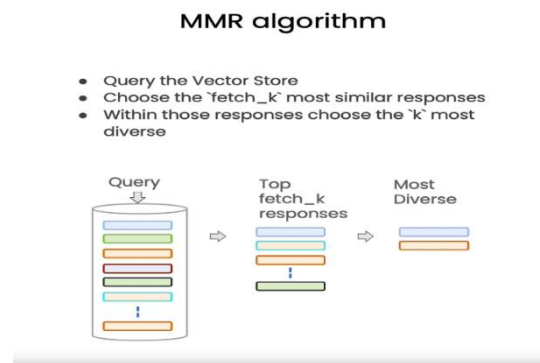 MMR algorithm
● Query the Vector Store
● Choose the `fetch_k` most similar responses
● Within those responses choose the `k` most
diverse
Query
Top
fetch_k
responses
Most
Diverse